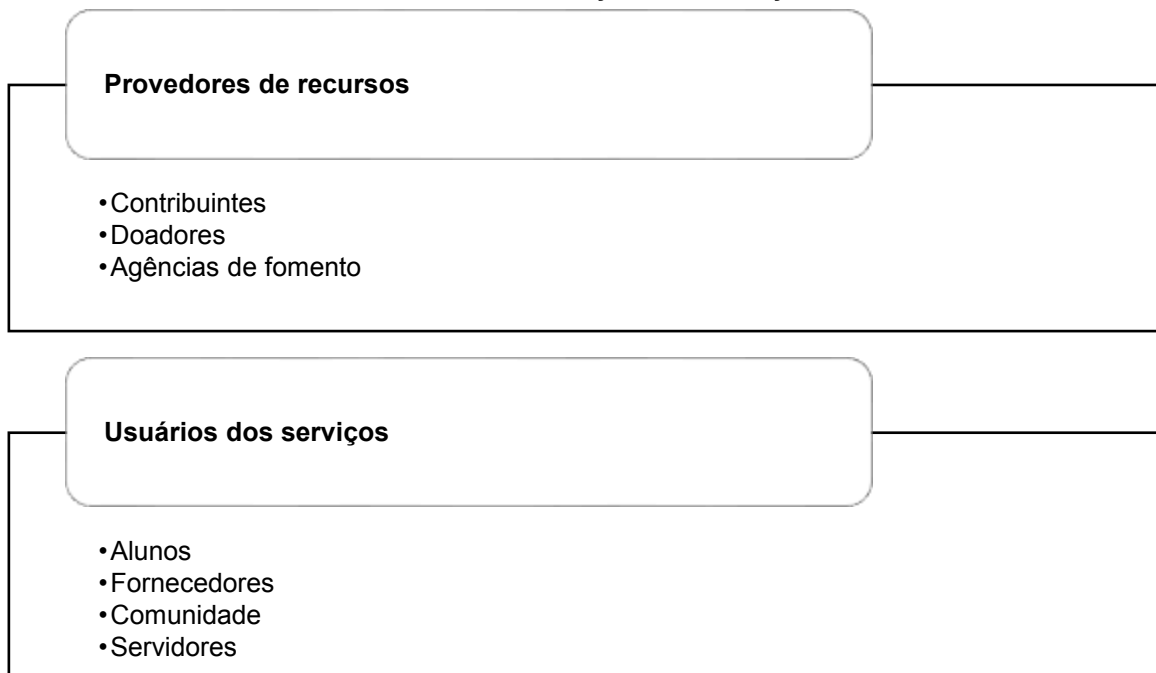 Provedores de recursos
•Contribuintes
•Doadores
•Agências de fomento
Usuários dos serviços
•Alunos
•Fornecedores
•Comunidade
•Servidores